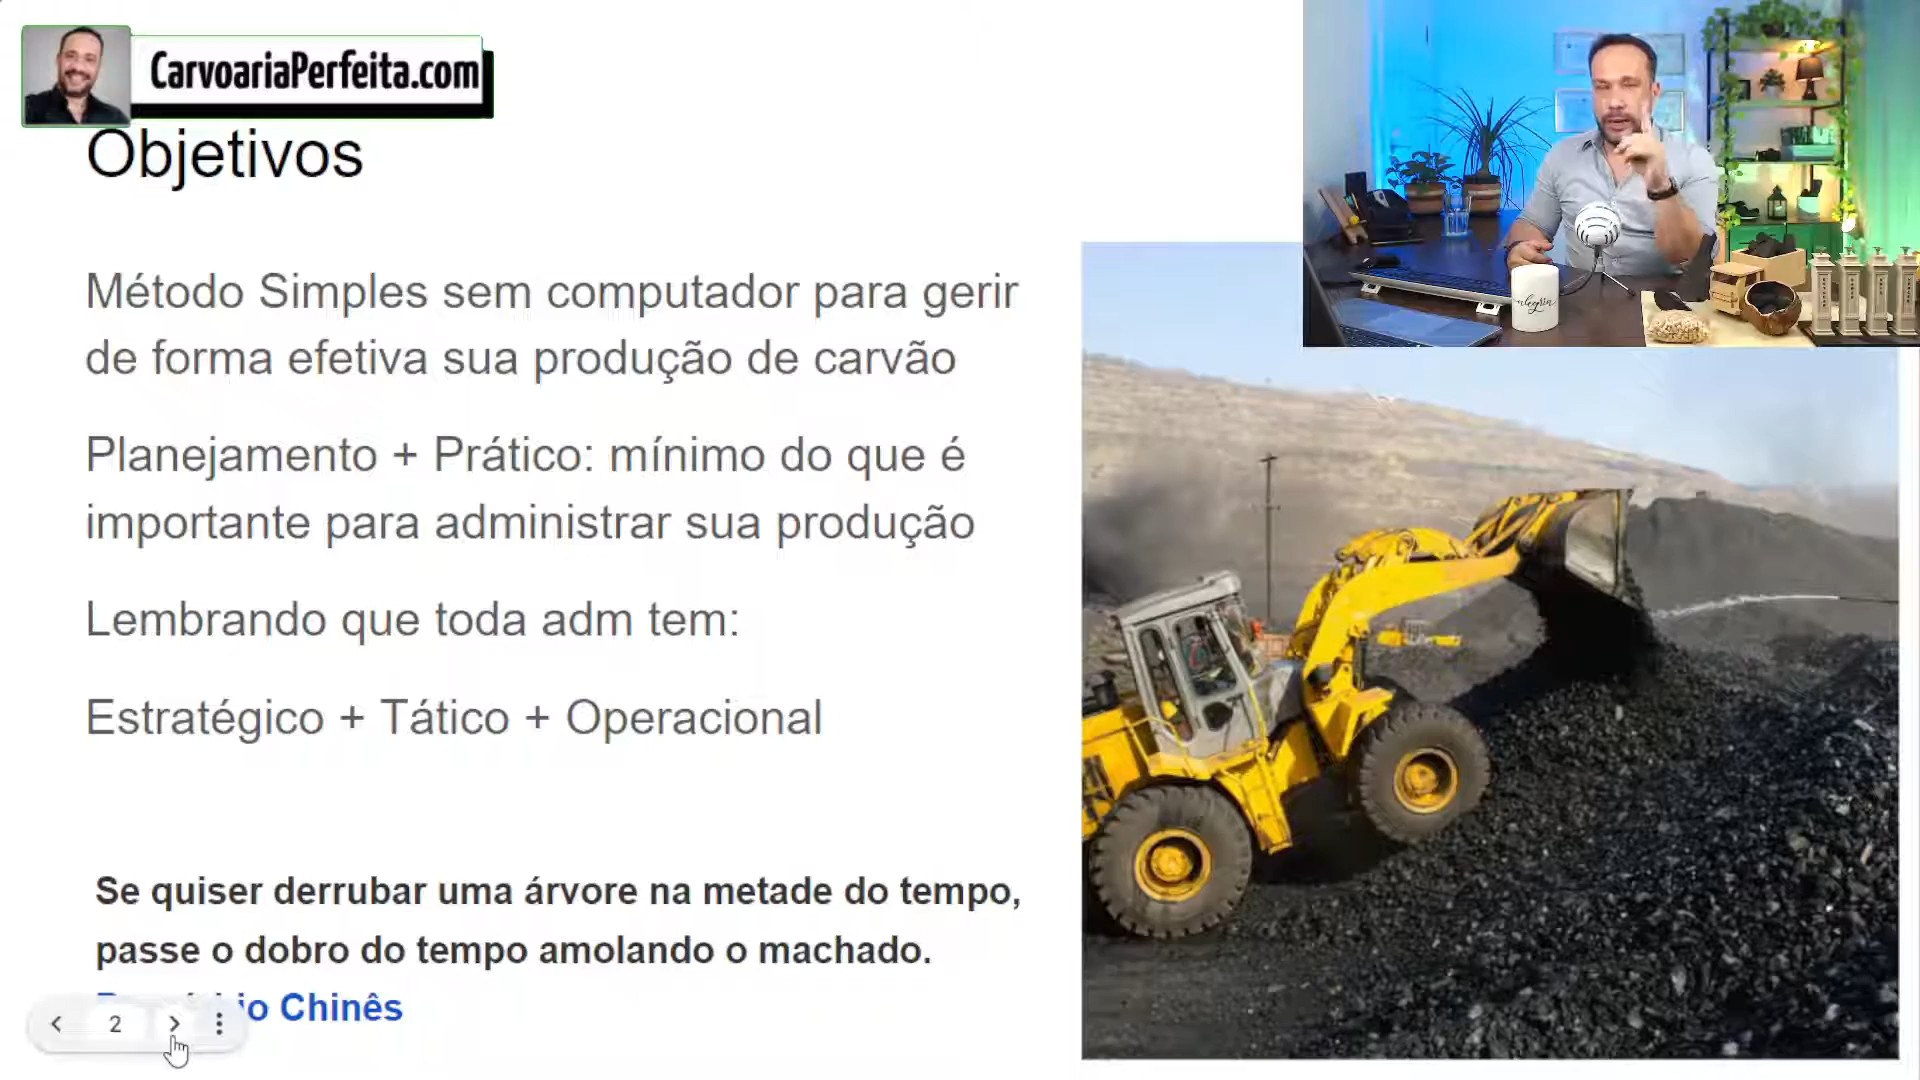 CarvoariaPerfeita.com
Objetivos
Método Simples sem computador para gerir
de forma efetiva sua produção de carvão
Planejamento + Prático: mínimo do que é
importante para administrar sua produção
Lembrando que toda adm tem:
Estratégico + Tático + Operacional
Se quiser derrubar uma árvore na metade do tempo,
passe o dobro do tempo amolando o machado.
Chinês
2
alegria